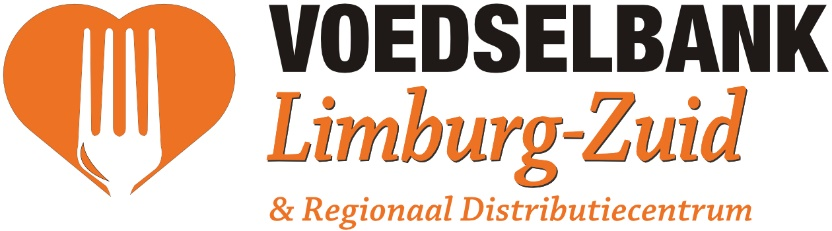 VOEDSELBANK
Limburg-Zuid
& Regionaal Distributiecentrum